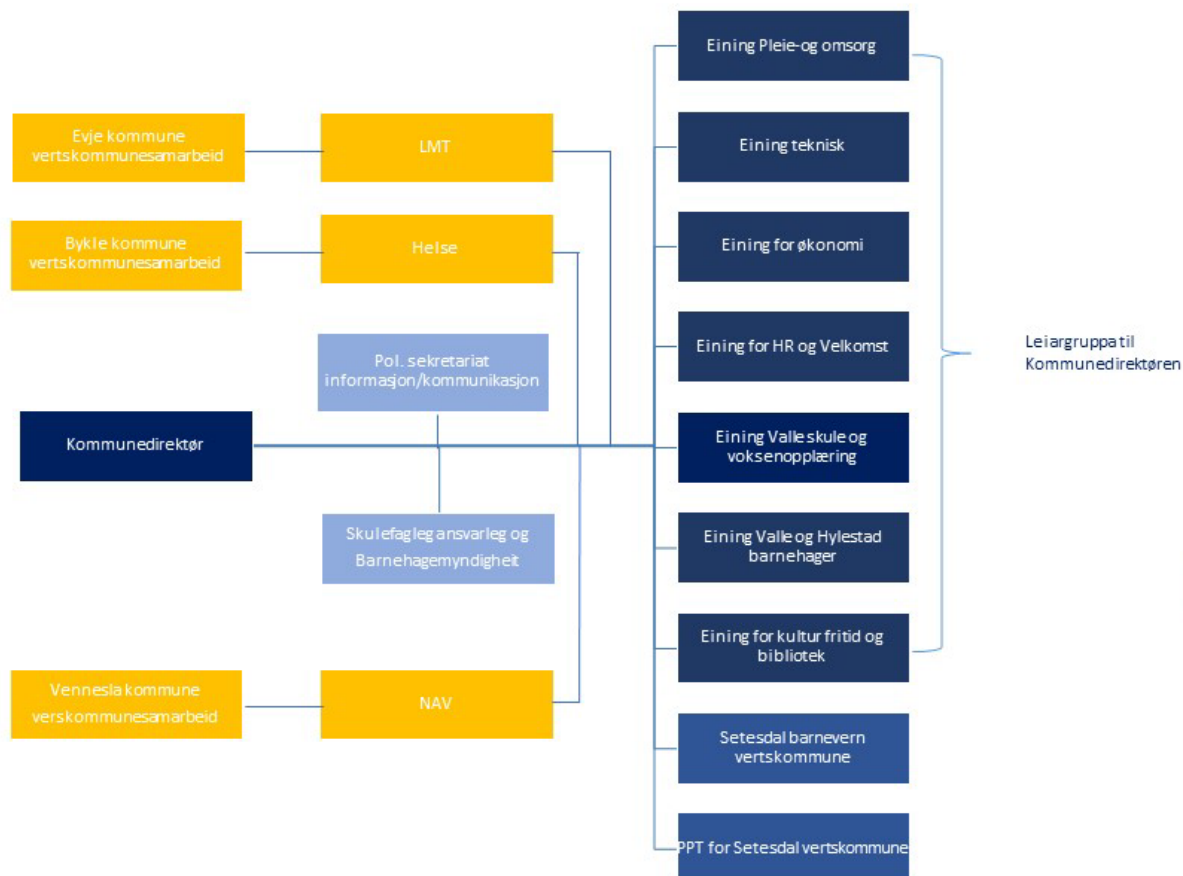 Eining Pleie-og omsorg
Evje kommune
vertskommunesamarbeid
LMT
Eining teknisk
Bykle kommune
vertskommunesamarbeid
Helse
Eining for økonomi
Pol. sekretariat
informasjon/kommunikasjon
Eining for HR og Velkomst
Leiargruppa til
Kommunedirektøren
Kommunedirektør
Eining Valle skule og
voksenopplæring
Skulefagleg ansvarleg og
Barnehagemyndigheit
Eining Valle og Hylestad
barnehager
Eining for kultur fritid og
bibliotek
Vennesla kommune
verskommunesamarbeid
NAV
Setesdal barnevern
vertskommune
PPT for Setesdal vertskommune